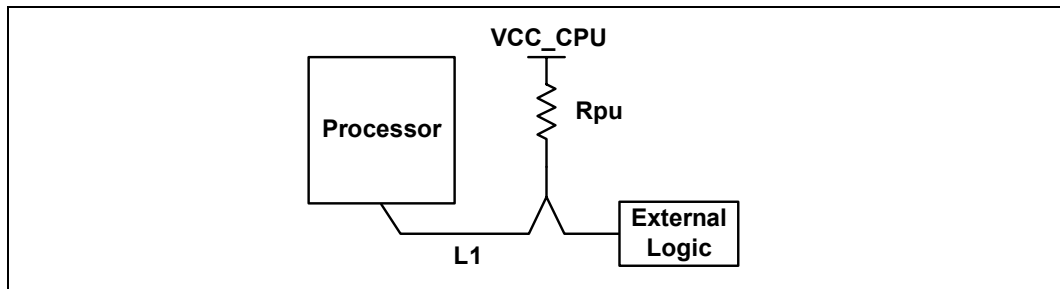 VCC_CPU
Rpu
Processor
External
Logic
L1